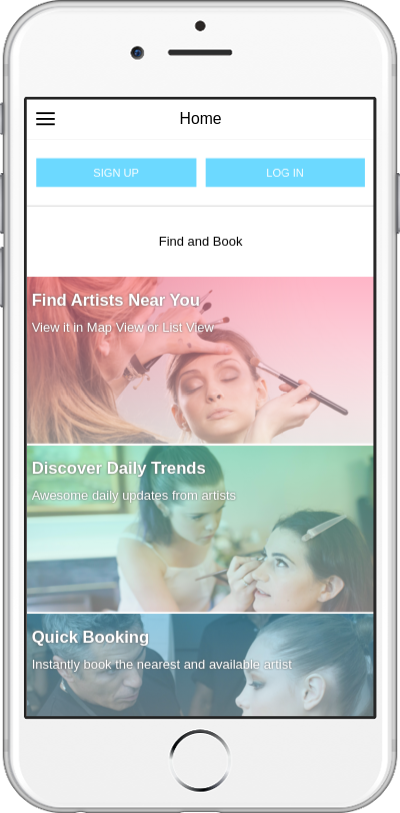 Home
SIGN UP
LOG IN
Find and Book
Find Artists Near You
View it in Map View or List View
Discover Daily Trends
Awesome daily updates from artists
Quick Booking
Instantly book the nearest and available artist